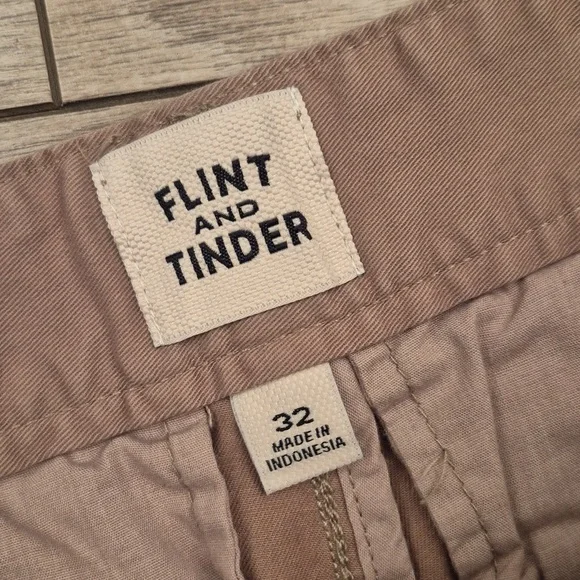 FLINT
AND
TINDER
32
MADE IN
INDONESIA